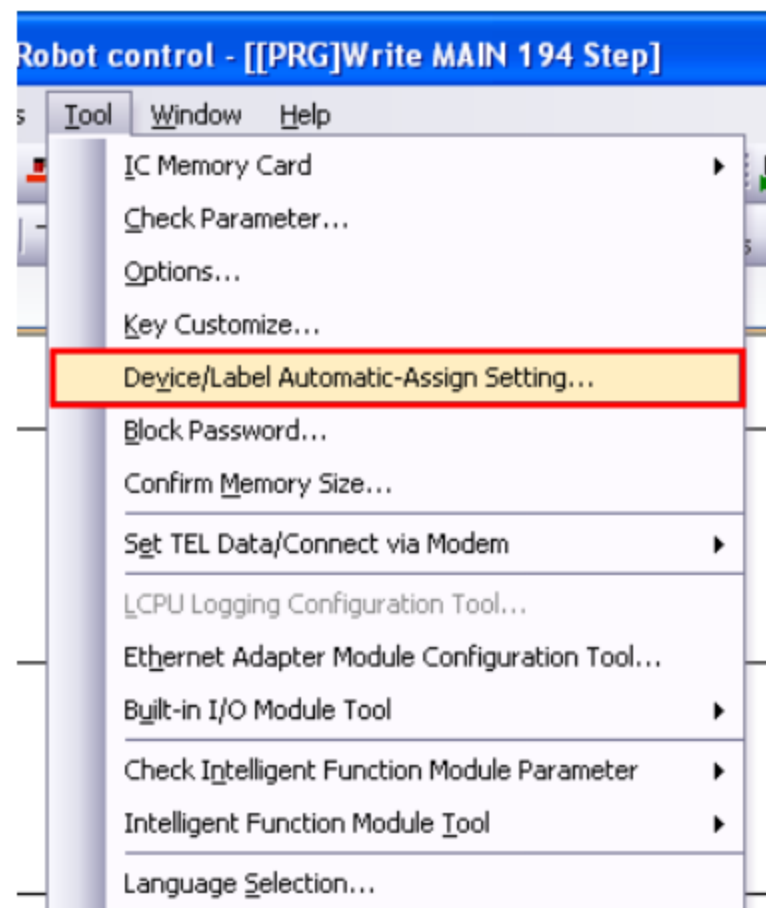 Robot control - [[PRG]Write MAIN 194 Step]
s Tool Window Help
IC Memory Card
Check Parameter...
s
Options...
Key Customize...
Device/Label Automatic-Assign Setting...
Block Password...
Confirm Memory Size...
Set TEL Data/Connect via Modem
LCPU Logging Configuration Tool...
Ethernet Adapter Module Configuration Tool...
Built-in I/O Module Tool
Check Intelligent Function Module Parameter
Intelligent Function Module Tool
Language Selection...